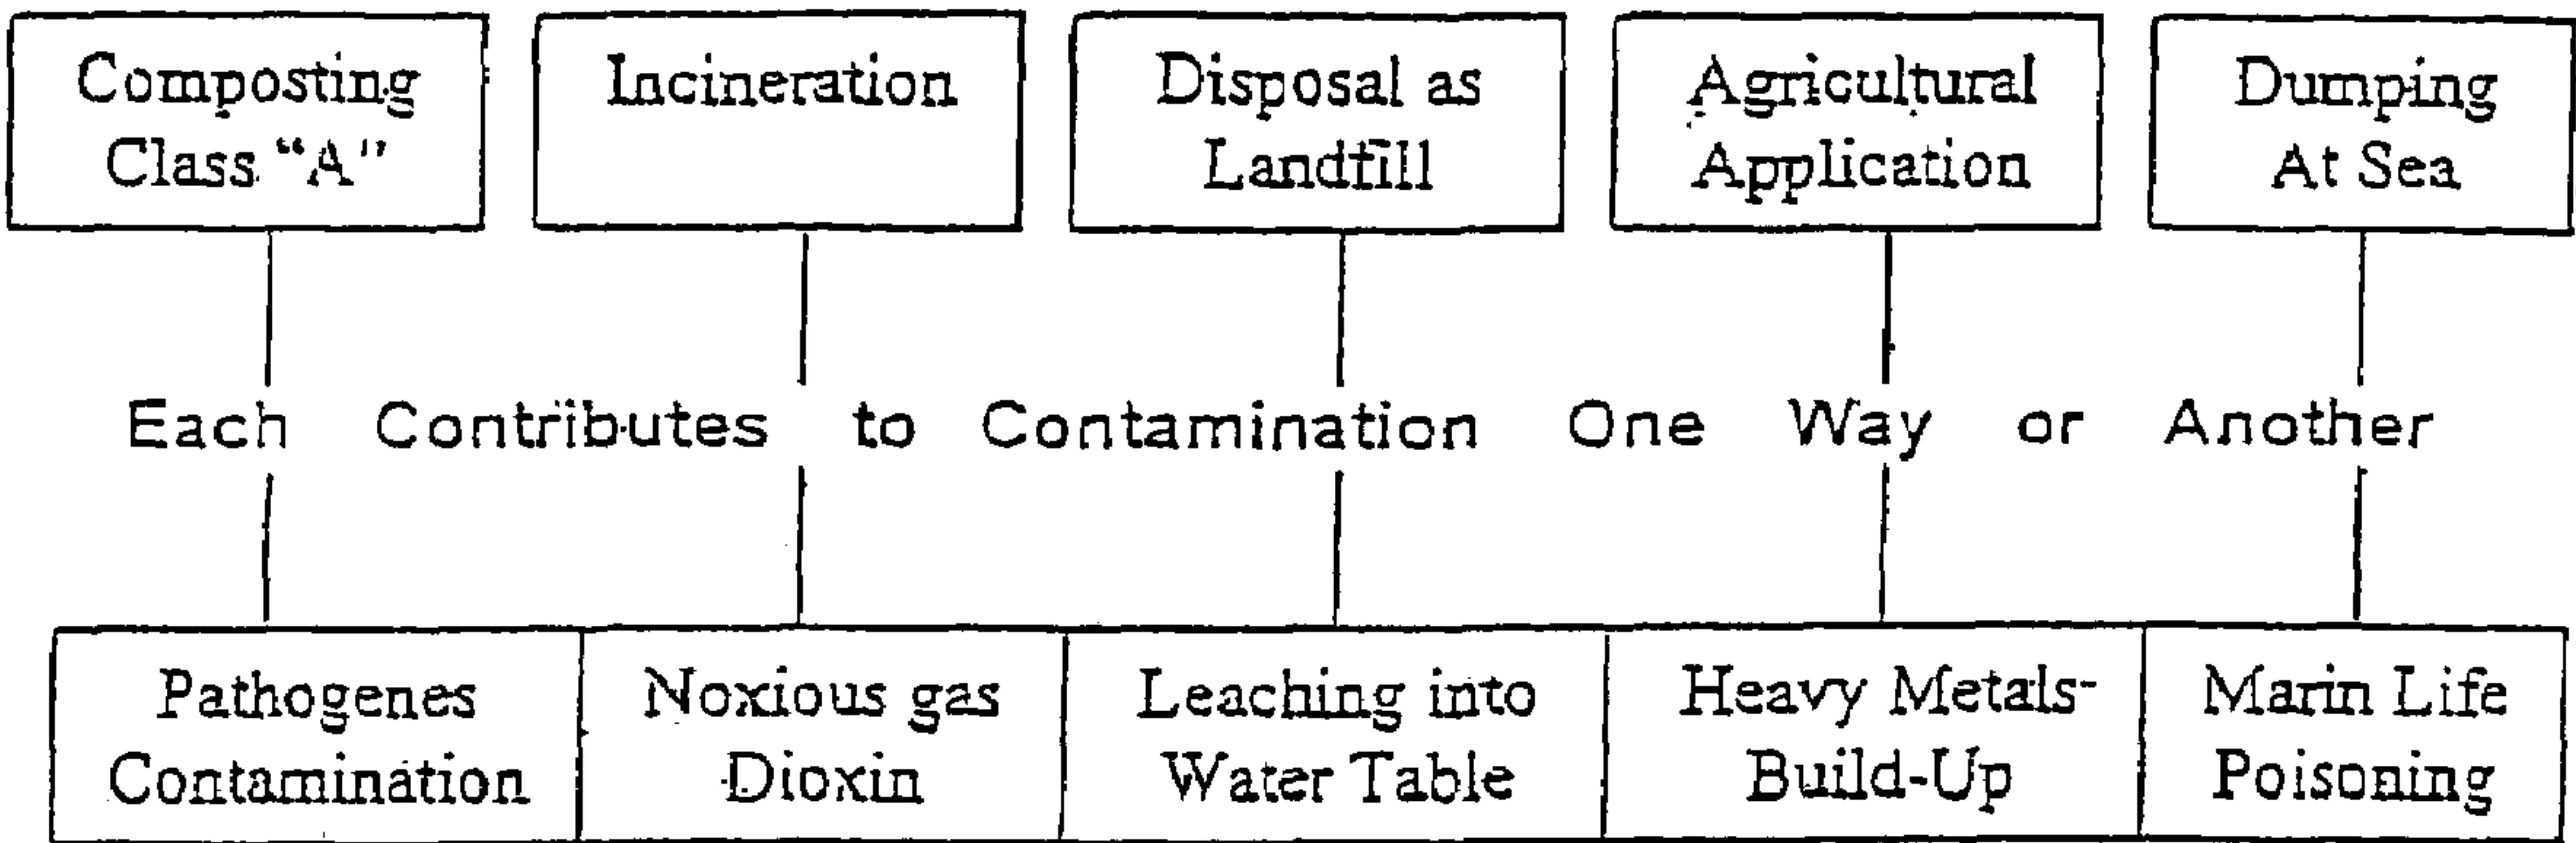 Composting
Class "A"
Incineration
Disposal as
Landfill
Agricultural
Application
Dumping
At Sea
Each Contributes to Contamination One Way or Another
Pathogenes
Contamination
Noxious gas
Dioxin
Leaching into
Water Table
Heavy Metals-
Build-Up
Marin Life
Poisoning